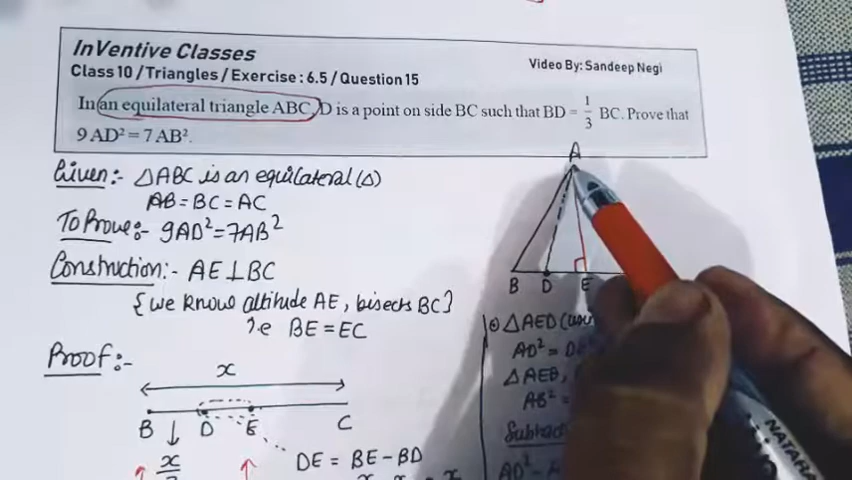 InVentive Classes
Video By: Sandeep Negi
Class 10 / Triangles / Exercise : 6.5 / Question 15
In an equilateral triangle ABC, D is a point on side BC such that BD = 1/3 BC. Prove that
9 AD² = 7 AB².
Given:- △ABC is an equilateral (△)
AB = BC = AC
To Prove:- 9AD² = 7AB²
Construction:- AE ⊥ BC
{we know altitude AE, bisects BC}
i.e BE = EC
Proof:-
x
B D E C
DE = BE - BD
x
A
B D E
△AED
AD² =
△AEB,
AB² =
AD² -
NATARA